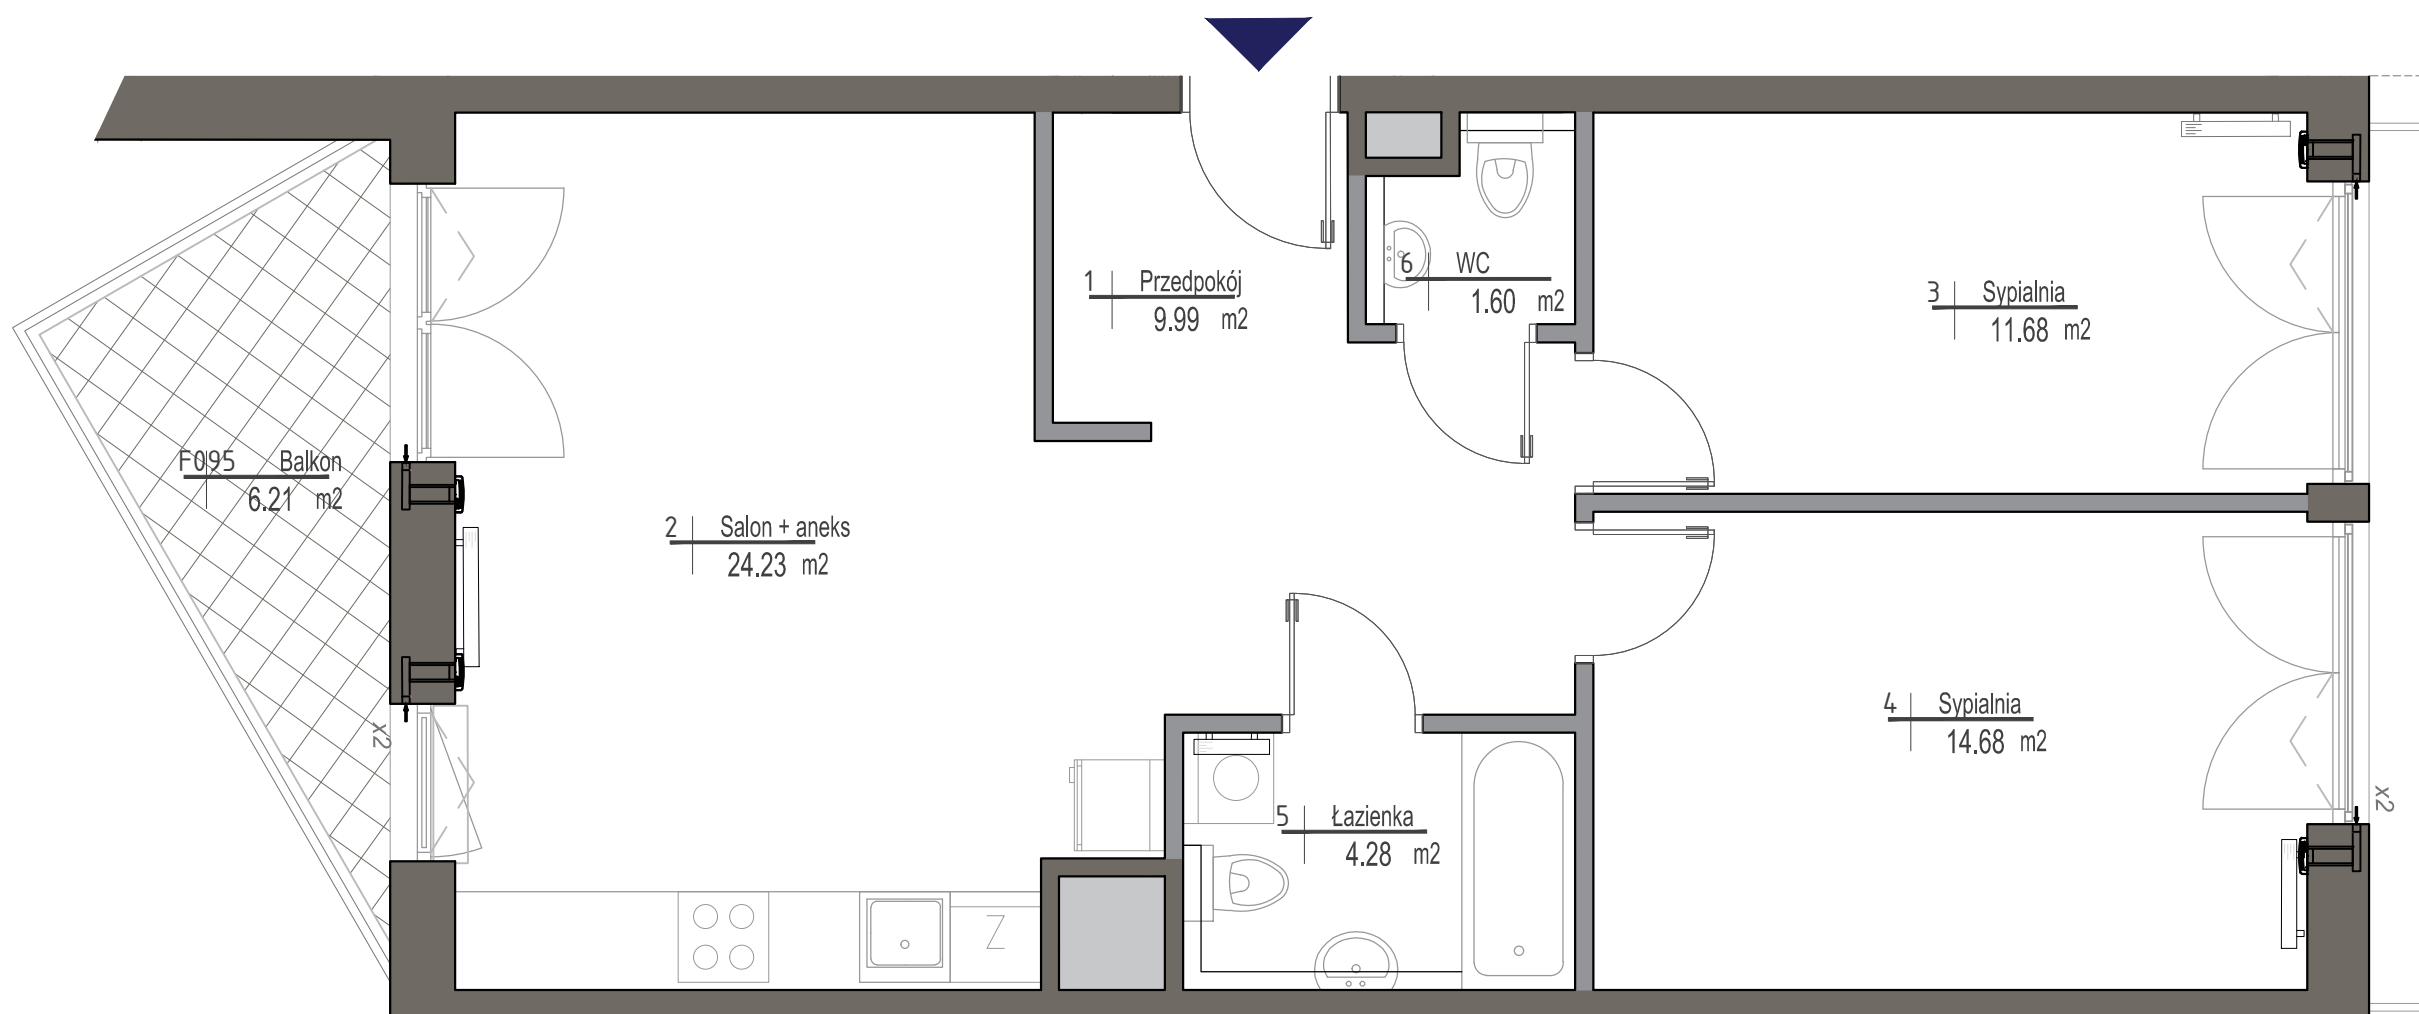 1 Przedpokój
9.99 m2
6 WC
1.60 m2
3 Sypialnia
11.68 m2
F095 Balkon
6.21 m2
2 Salon + aneks
24.23 m2
4 Sypialnia
14.68 m2
x2
x2
5 Łazienka
4.28 m2
Z